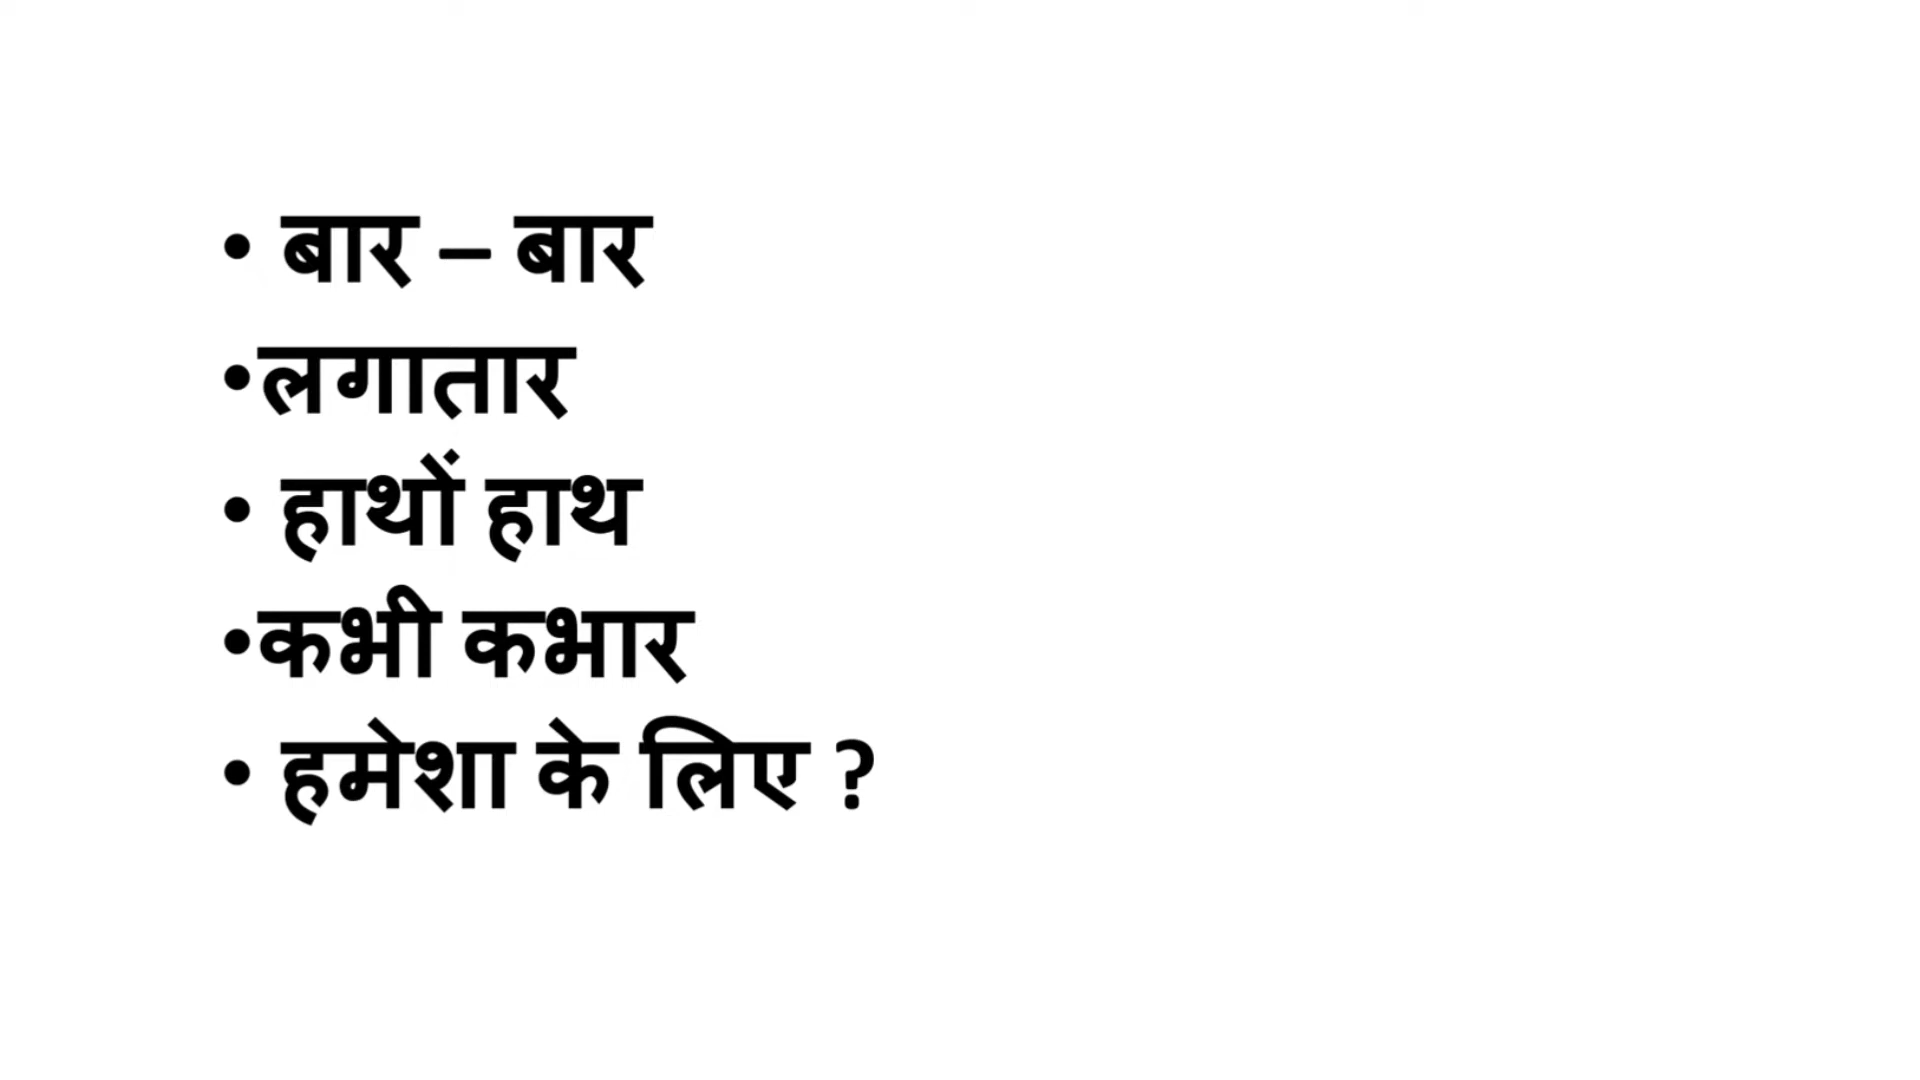 • बार – बार
•लगातार
• हाथों हाथ
•कभी कभार
• हमेशा के लिए ?